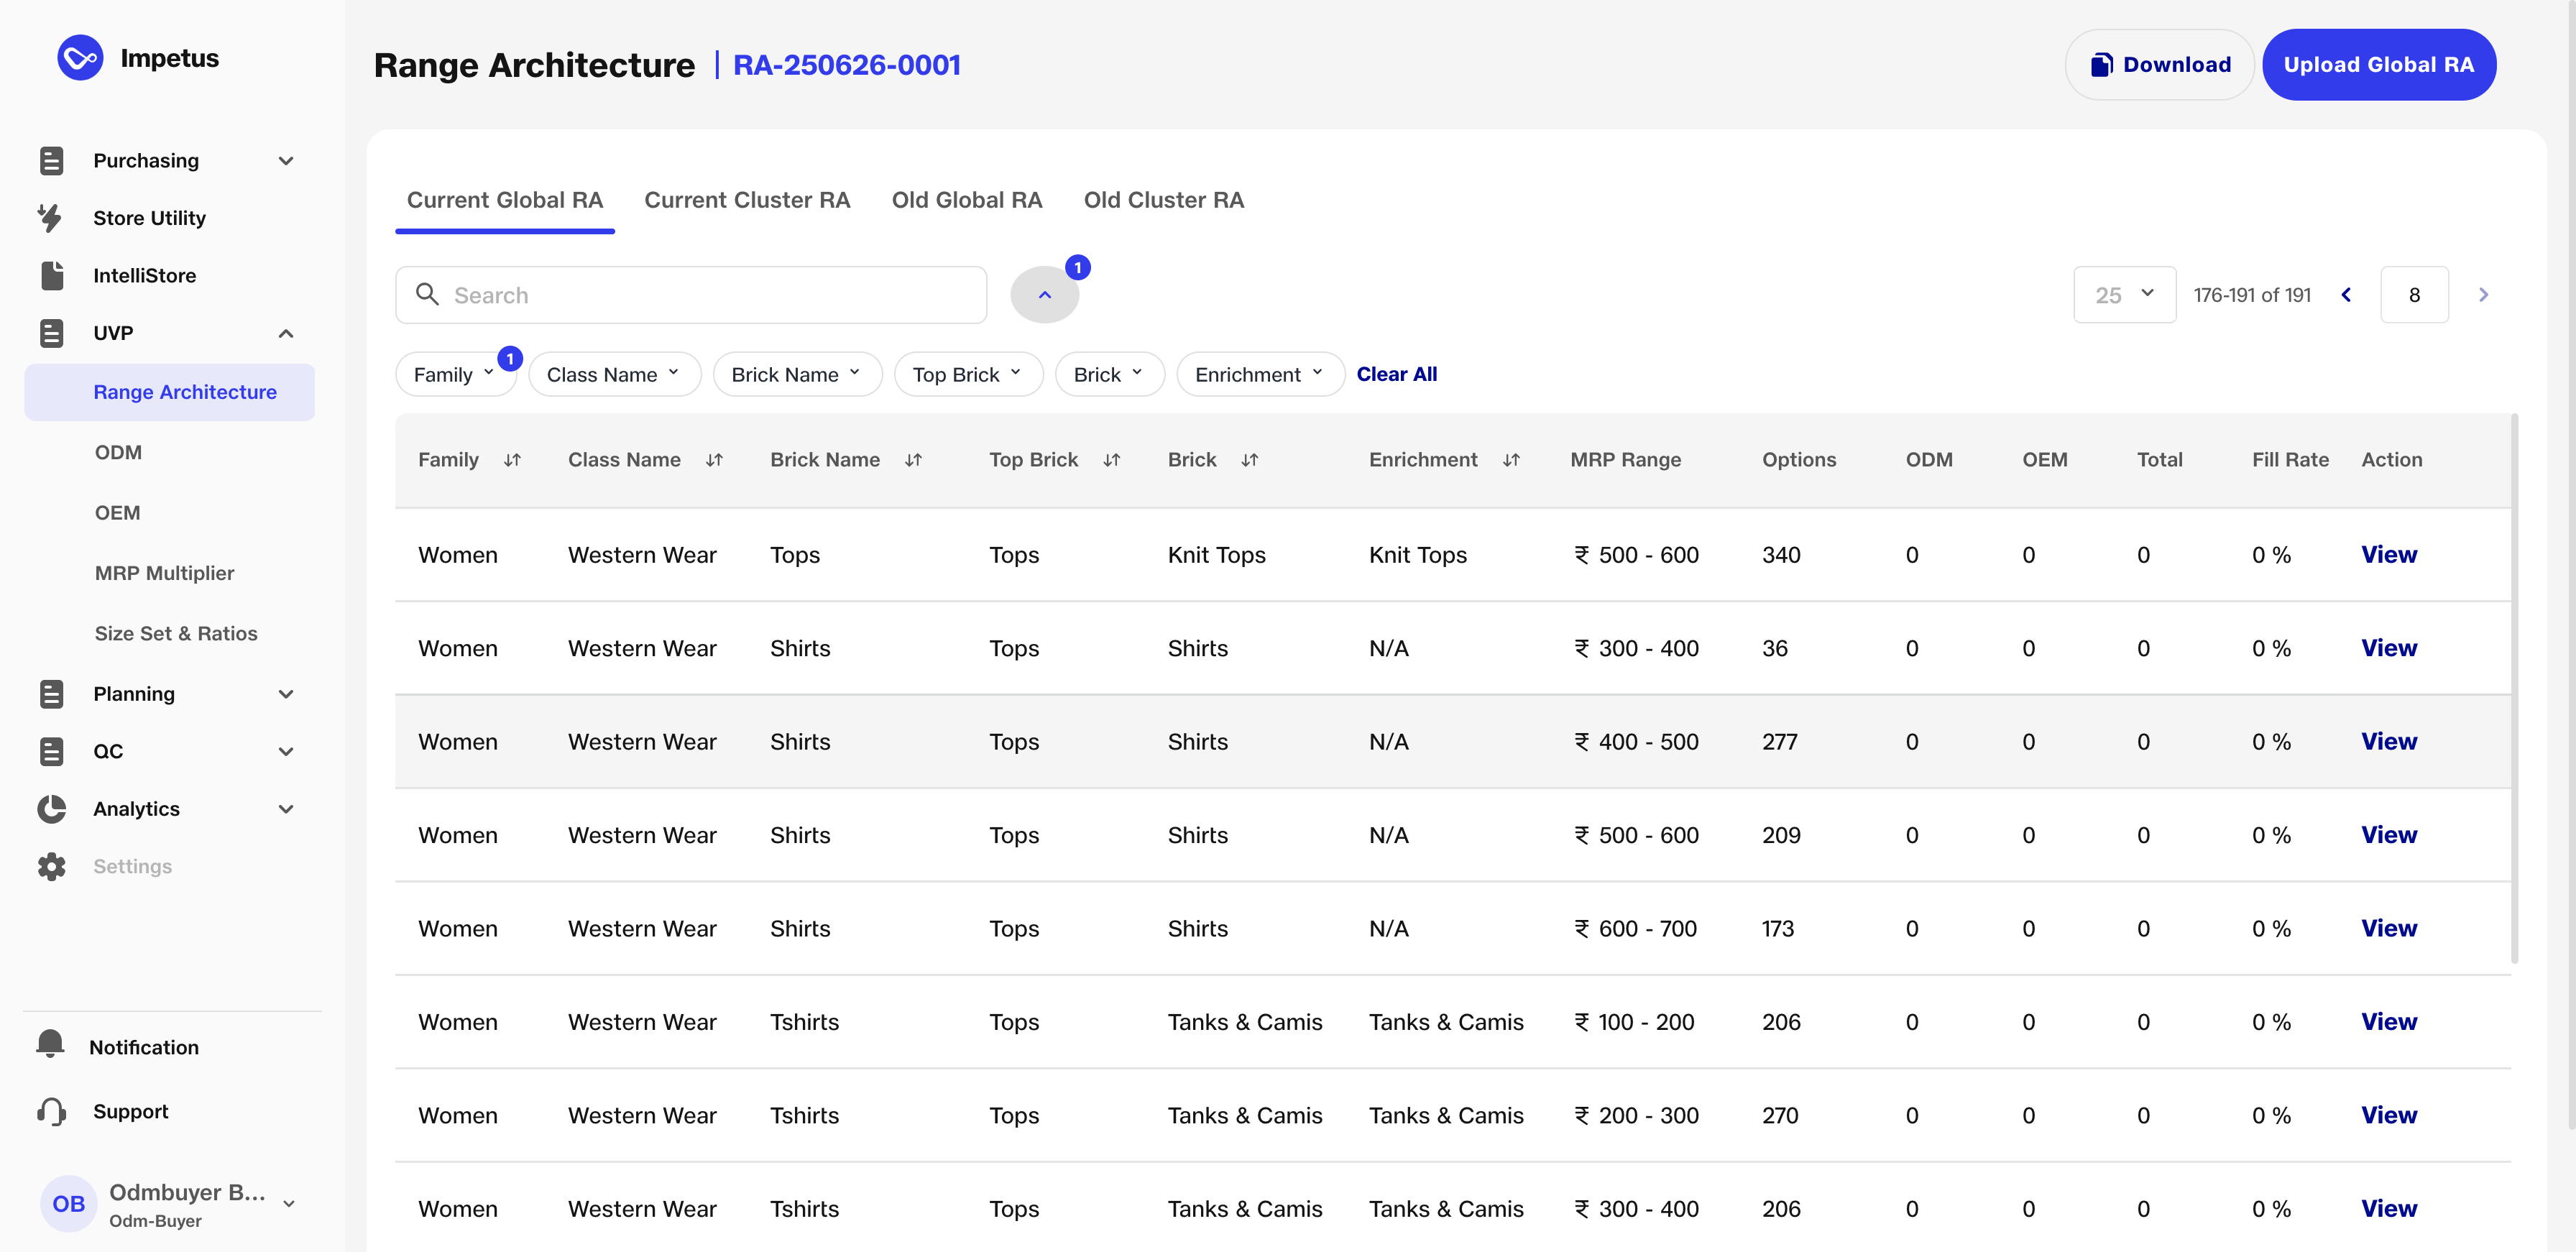 Impetus
Purchasing
Store Utility
IntelliStore
UVP
Range Architecture
ODM
OEM
MRP Multiplier
Size Set & Ratios
Planning
QC
Analytics
Settings
Notification
Support
OB
Odmbuyer B...
Odm-Buyer
Range Architecture | RA-250626-0001
Download
Upload Global RA
Current Global RA Current Cluster RA Old Global RA Old Cluster RA
Search
1
25
176-191 of 191
8
Family 1 Class Name Brick Name Top Brick Brick Enrichment Clear All
Family Class Name Brick Name Top Brick Brick Enrichment MRP Range Options ODM OEM Total Fill Rate Action
Women Western Wear Tops Tops Knit Tops Knit Tops ₹ 500 - 600 340 0 0 0 0 % View
Women Western Wear Shirts Tops Shirts N/A ₹ 300 - 400 36 0 0 0 0 % View
Women Western Wear Shirts Tops Shirts N/A ₹ 400 - 500 277 0 0 0 0 % View
Women Western Wear Shirts Tops Shirts N/A ₹ 500 - 600 209 0 0 0 0 % View
Women Western Wear Shirts Tops Shirts N/A ₹ 600 - 700 173 0 0 0 0 % View
Women Western Wear Tshirts Tops Tanks & Camis Tanks & Camis ₹ 100 - 200 206 0 0 0 0 % View
Women Western Wear Tshirts Tops Tanks & Camis Tanks & Camis ₹ 200 - 300 270 0 0 0 0 % View
Women Western Wear Tshirts Tops Tanks & Camis Tanks & Camis ₹ 300 - 400 206 0 0 0 0 % View